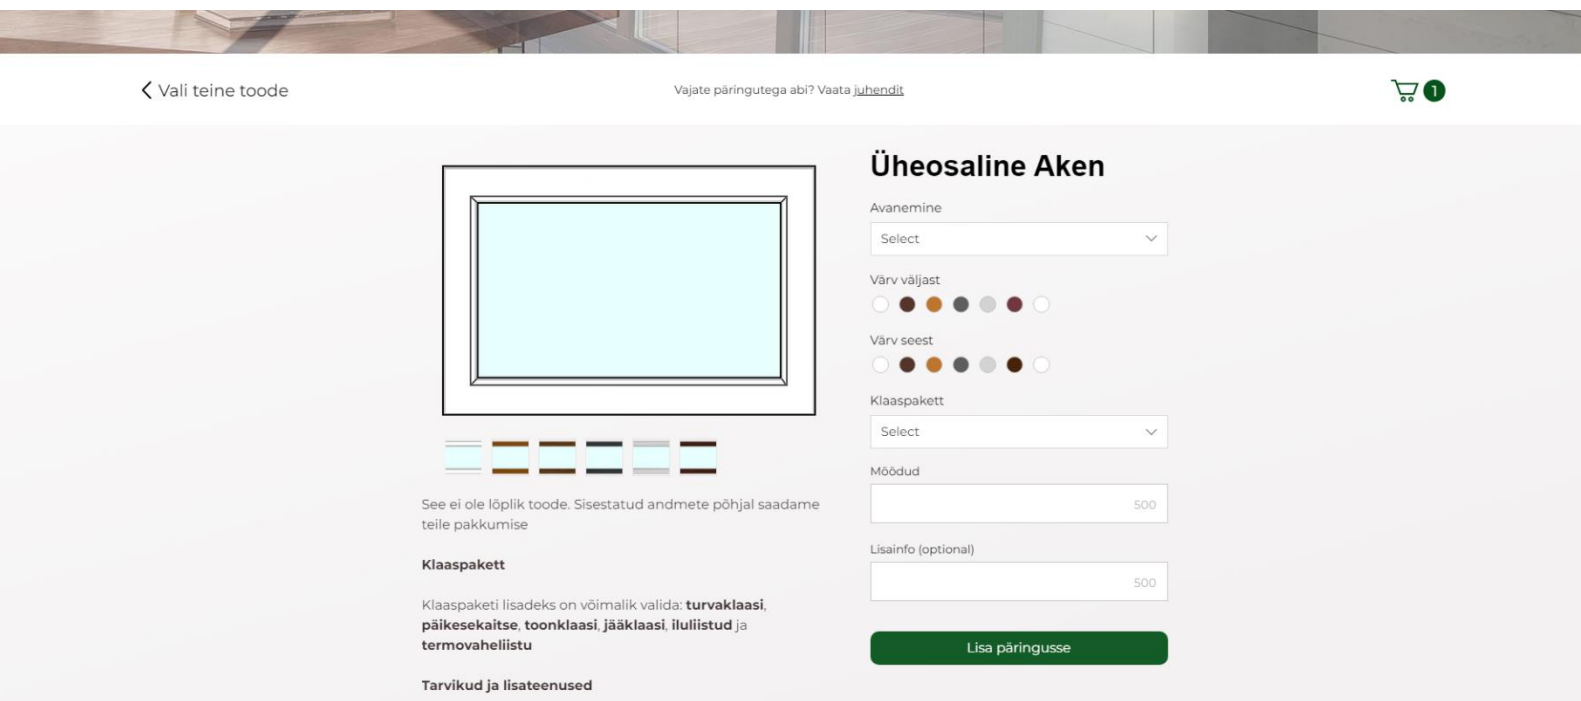 Vali teine toode
Vajate päringutega abi? Vaata juhendit
1
Üheosaline Aken
Avanemine
Select
Värv väljast
Värv seest
Klaaspakett
Select
Mõõdud
500
Lisainfo (optional)
500
Lisa päringusse
See ei ole lõplik toode. Sisestatud andmete põhjal saadame
teile pakkumise
Klaaspakett
Klaaspaketi lisadeks on võimalik valida: turvaklaasi,
päikesekaitse, toonklaasi, jääklaasi, iluliistud ja
termovaheliistu
Tarvikud ja lisateenused